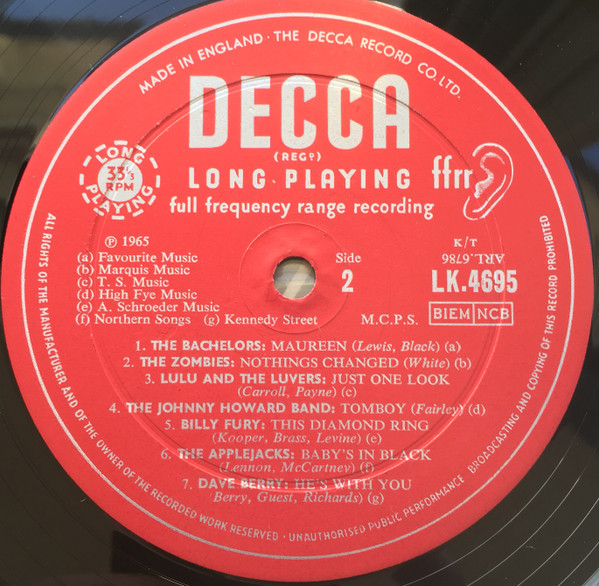 MADE IN ENGLAND · THE DECCA RECORD CO. LTD.
DECCA
(REGD)
LONG PLAYING
33 1/3
RPM
LONG · PLAYING
ffrr
full frequency range recording
℗ 1965
(a) Favourite Music
(b) Marquis Music
(c) T. S. Music
(d) High Fye Music
(e) A. Schroeder Music
(f) Northern Songs (g) Kennedy Street
Side
2
M.C.P.S.
K/T
ARL.6786
LK.4695
BIEM NCB
1. THE BACHELORS: MAUREEN (Lewis, Black) (a)
2. THE ZOMBIES: NOTHINGS CHANGED (White) (b)
3. LULU AND THE LUVERS: JUST ONE LOOK
(Carroll, Payne) (c)
4. THE JOHNNY HOWARD BAND: TOMBOY (Fairley) (d)
5. BILLY FURY: THIS DIAMOND RING
(Kooper, Brass, Levine) (e)
6. THE APPLEJACKS: BABY'S IN BLACK
(Lennon, McCartney) (f)
7. DAVE BERRY: HE'S WITH YOU
Berry, Guest, Richards) (g)
ALL RIGHTS OF THE MANUFACTURER AND OF THE OWNER OF THE RECORDED WORK RESERVED · UNAUTHORISED PUBLIC PERFORMANCE BROADCASTING AND COPYING OF THIS RECORD PROHIBITED